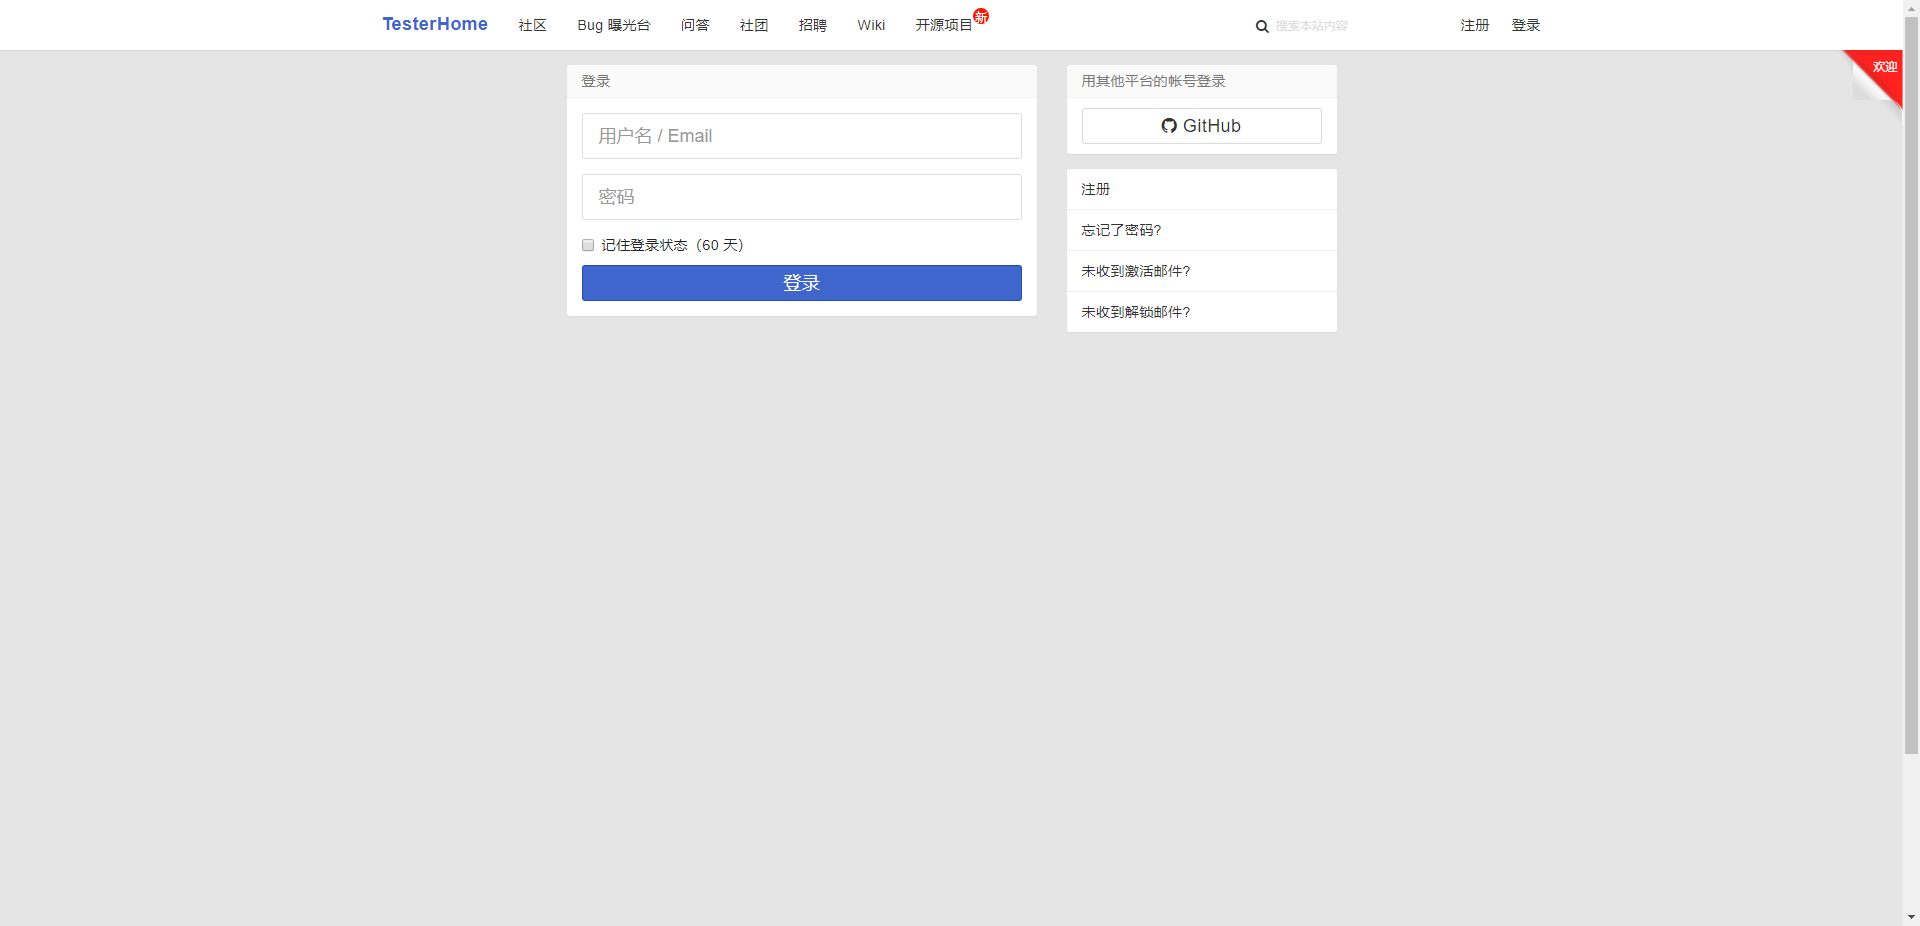 TesterHome 社区 Bug 曝光台 问答 社团 招聘 Wiki 开源项目 新 搜索本站内容 注册 登录
欢迎
登录
用户名 / Email
密码
记住登录状态（60 天）
登录
用其他平台的帐号登录
GitHub
注册
忘记了密码?
未收到激活邮件?
未收到解锁邮件?